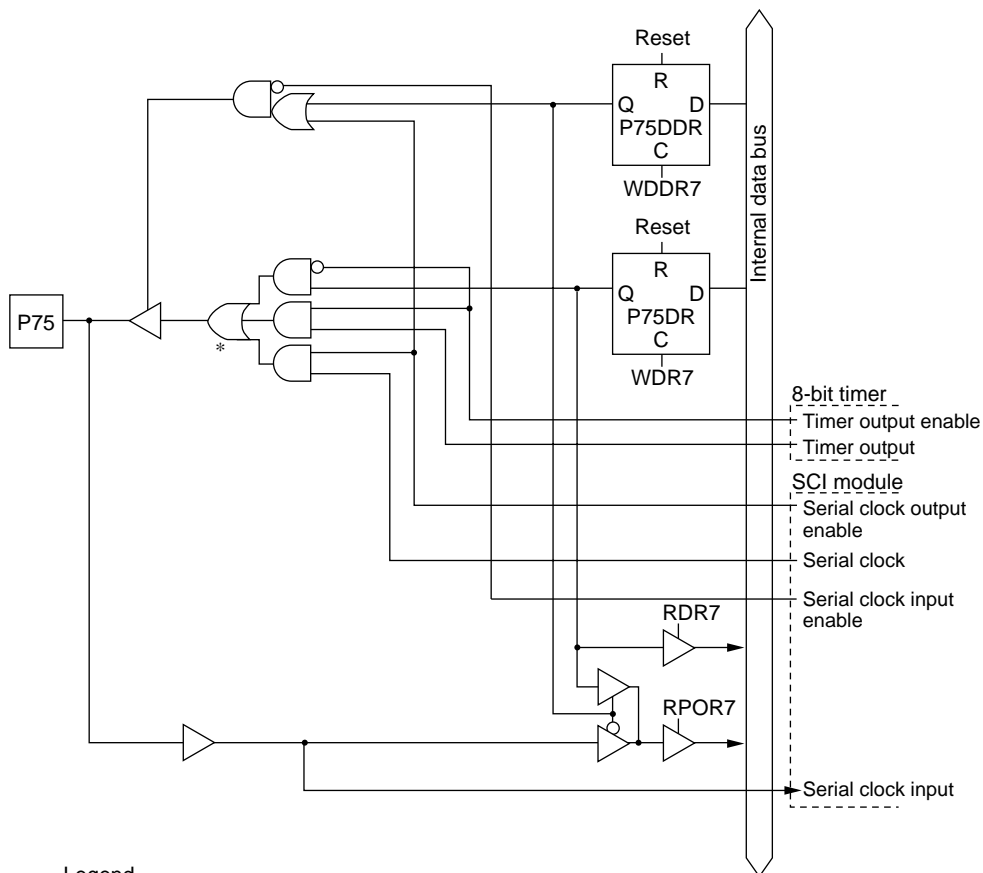 Reset
R
Q D
P75DDR
C
WDDR7
Internal data bus
Reset
R
Q D
P75DR
C
WDR7
P75
*
8-bit timer
Timer output enable
Timer output
SCI module
Serial clock output
enable
Serial clock
Serial clock input
enable
RDR7
RPOR7
Serial clock input
Legend